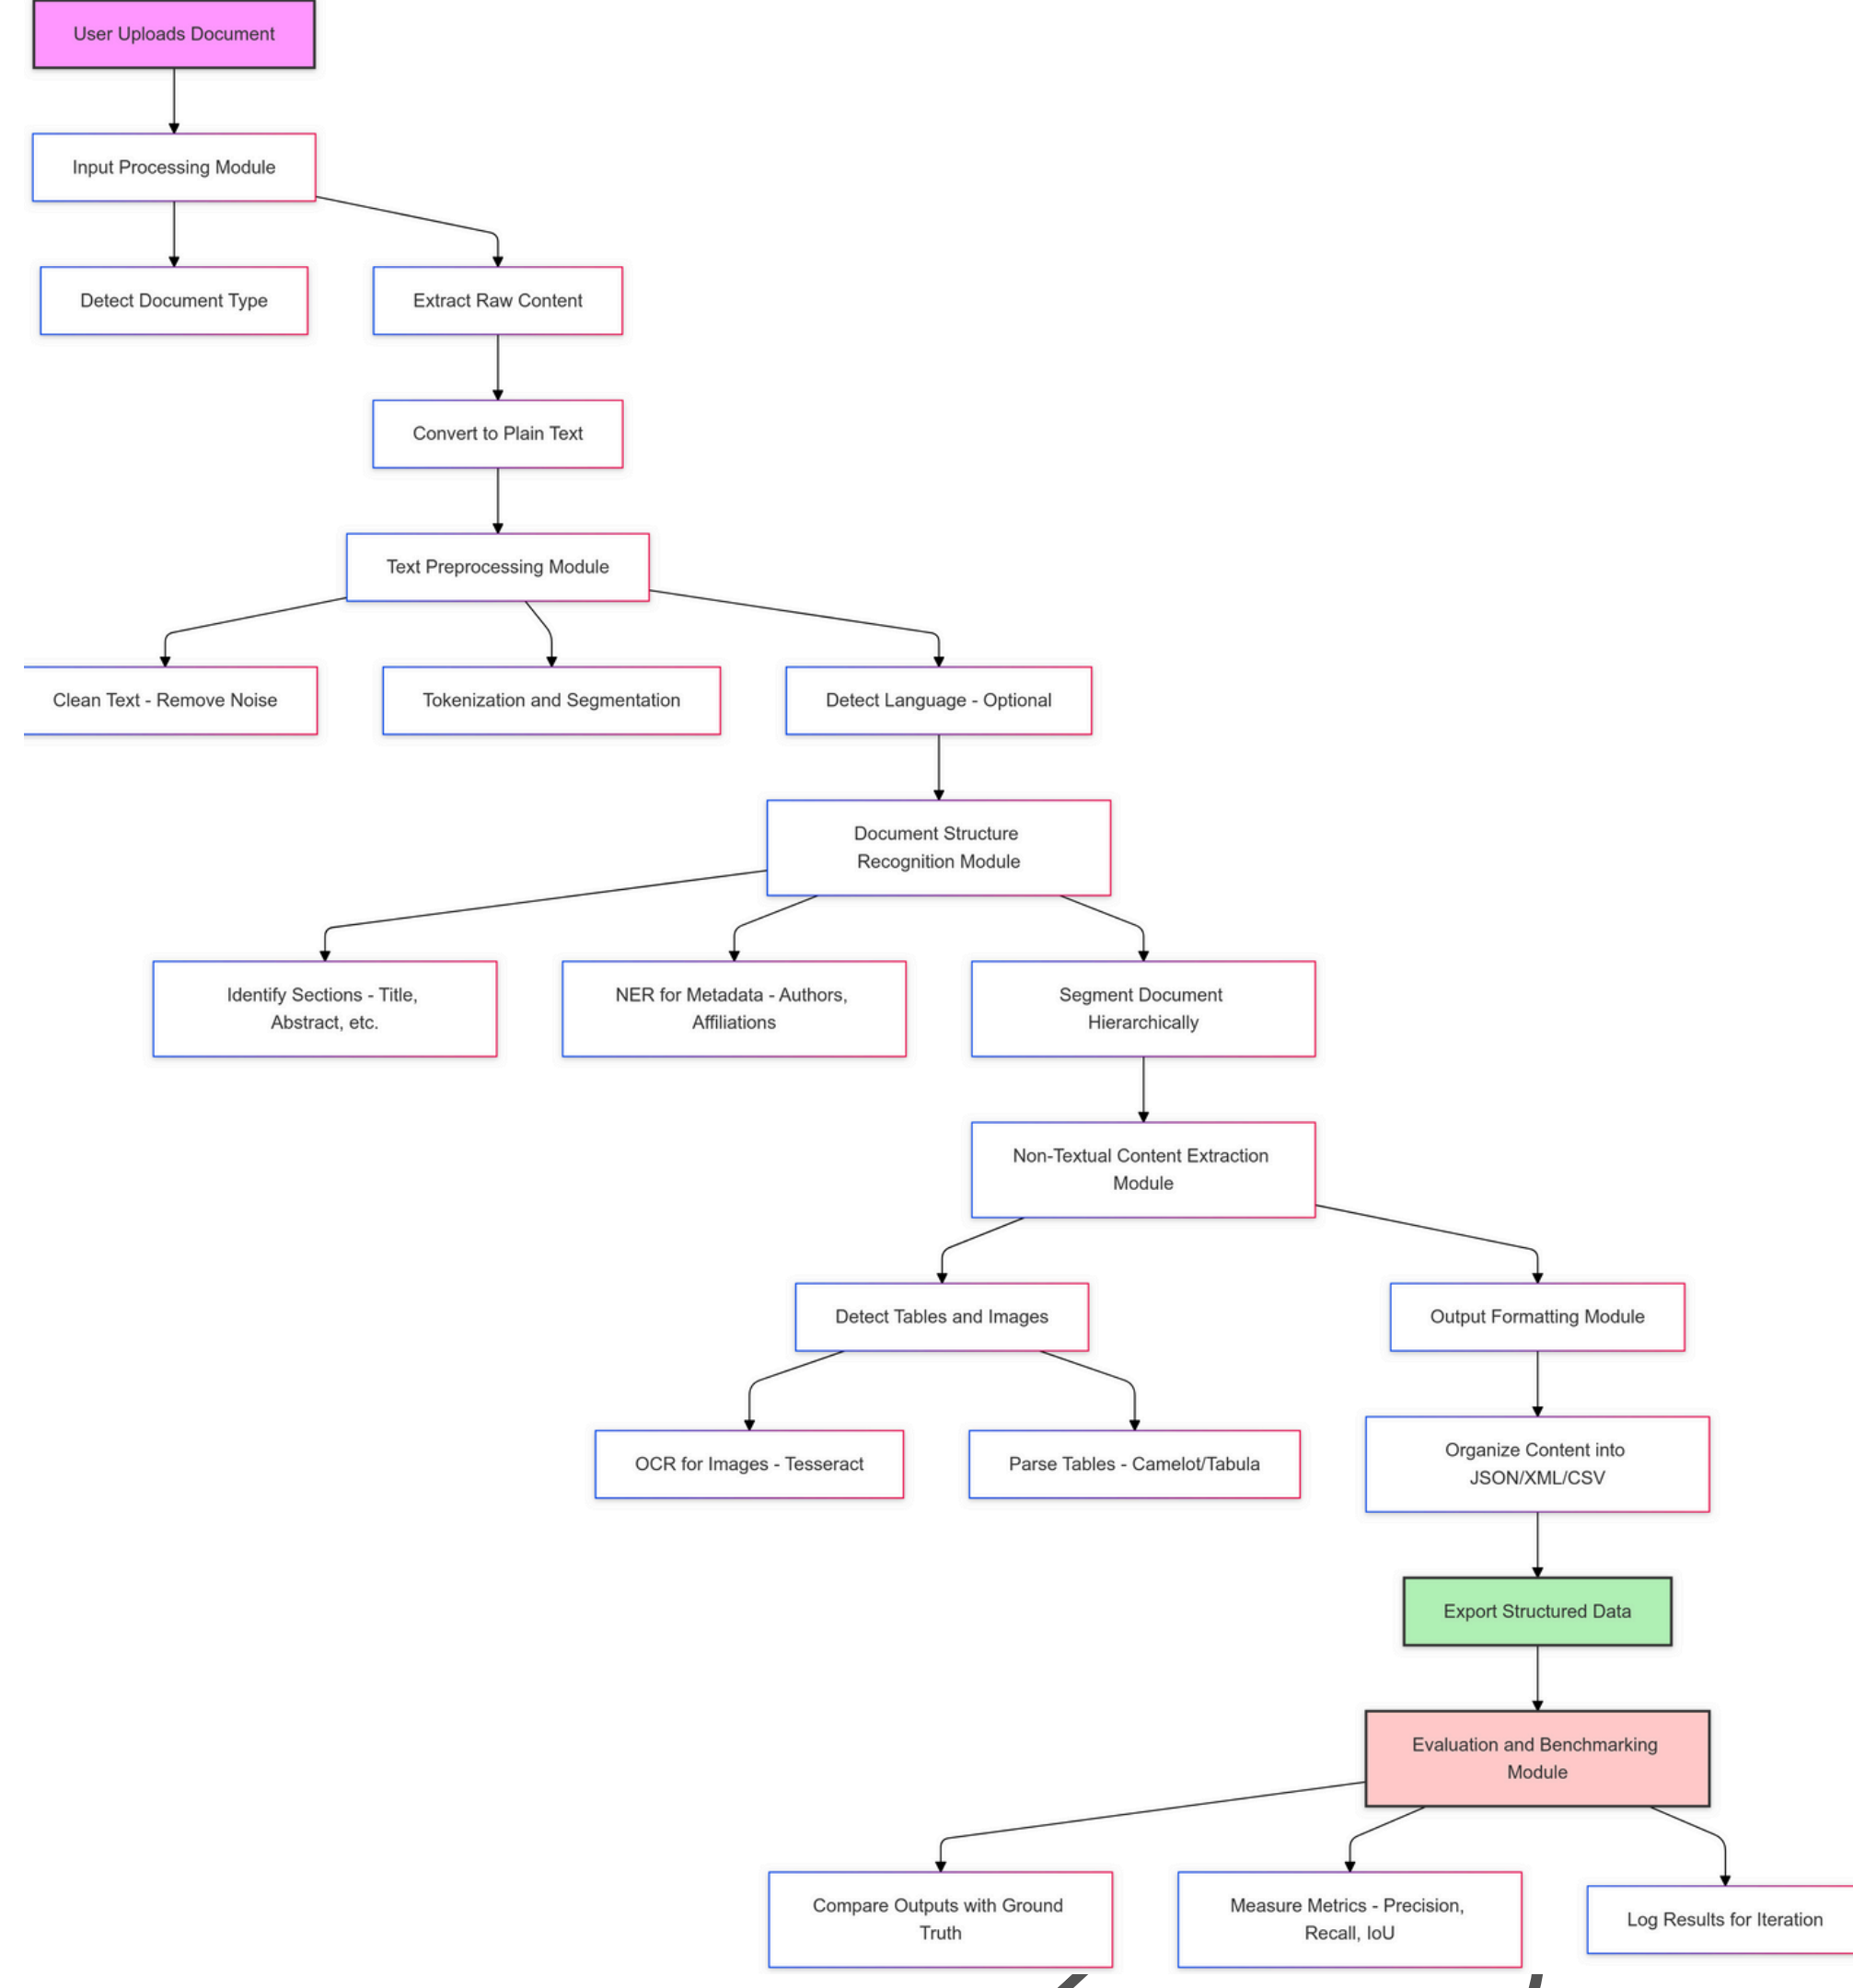 User Uploads Document
Input Processing Module
Detect Document Type
Extract Raw Content
Convert to Plain Text
Text Preprocessing Module
Clean Text - Remove Noise
Tokenization and Segmentation
Detect Language - Optional
Document Structure
Recognition Module
Identify Sections - Title,
Abstract, etc.
NER for Metadata - Authors,
Affiliations
Segment Document
Hierarchically
Non-Textual Content Extraction
Module
Detect Tables and Images
Output Formatting Module
OCR for Images - Tesseract
Parse Tables - Camelot/Tabula
Organize Content into
JSON/XML/CSV
Export Structured Data
Evaluation and Benchmarking
Module
Compare Outputs with Ground
Truth
Measure Metrics - Precision,
Recall, IoU
Log Results for Iteration